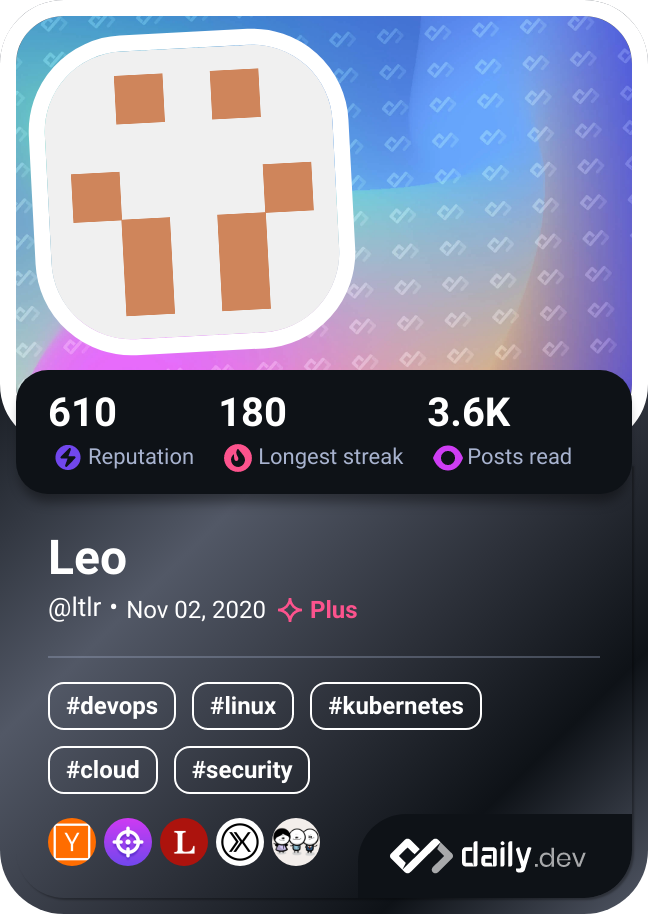 610 180 3.6K
Reputation Longest streak Posts read
Leo
@ltlr • Nov 02, 2020 Plus
#devops #linux #kubernetes
#cloud #security
Y L X daily.dev